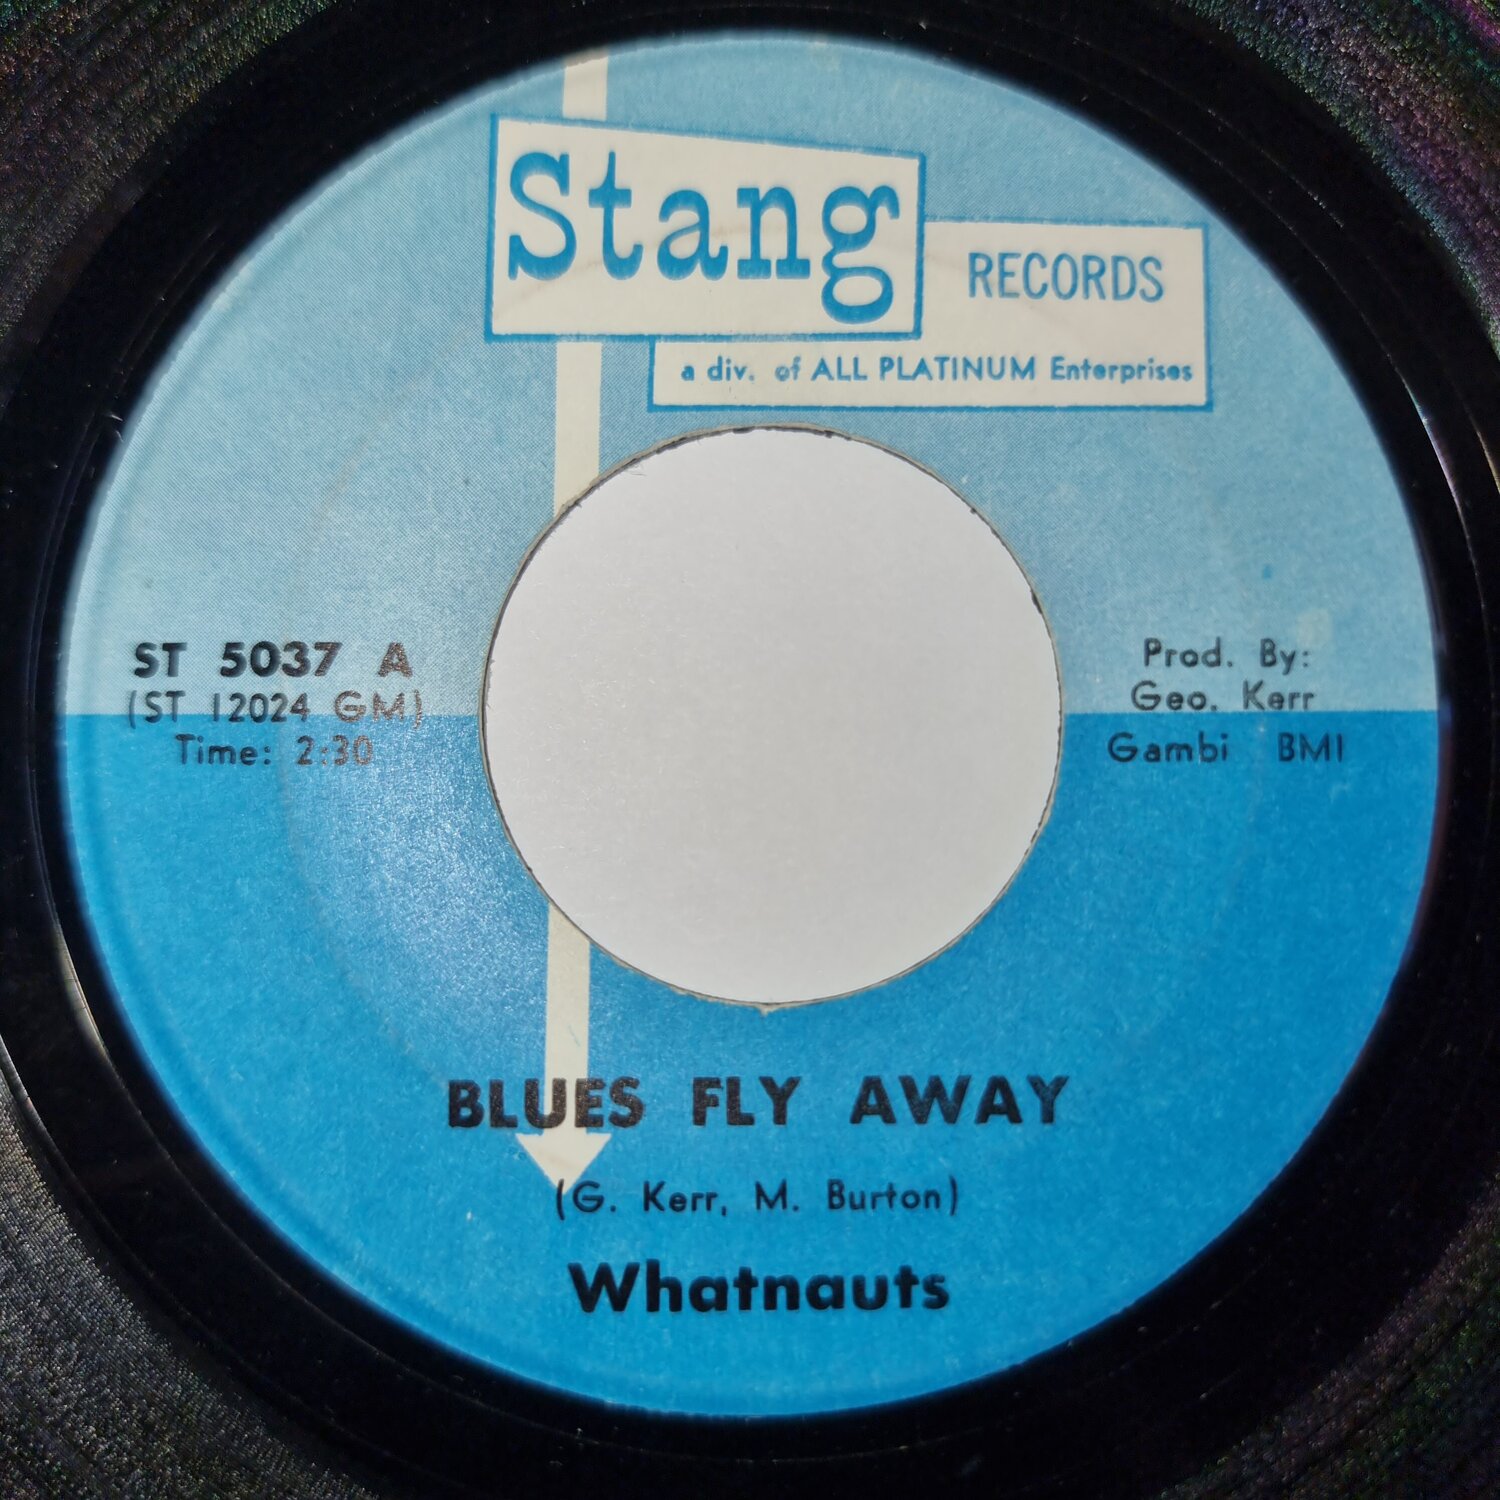 Stang
RECORDS
a div. of ALL PLATINUM Enterprises
ST 5037 A
(ST 12024 GM)
Time: 2:30
Prod. By:
Geo. Kerr
Gambi BMI
BLUES FLY AWAY
(G. Kerr, M. Burton)
Whatnauts